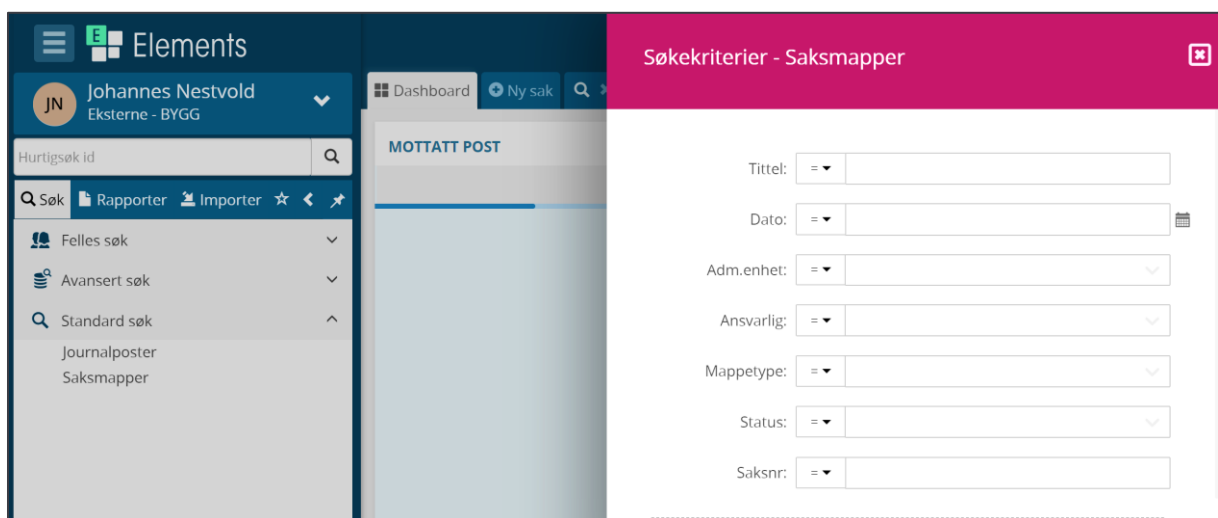 E
Elements
JN
Johannes Nestvold
Eksterne - BYGG
Hurtigsøk id
Søk Rapporter Importer
Felles søk
Avansert søk
Standard søk
Journalposter
Saksmapper
Dashboard Ny sak
MOTTATT POST
Søkekriterier - Saksmapper
Tittel: =
Dato: =
Adm.enhet: =
Ansvarlig: =
Mappetype: =
Status: =
Saksnr: =